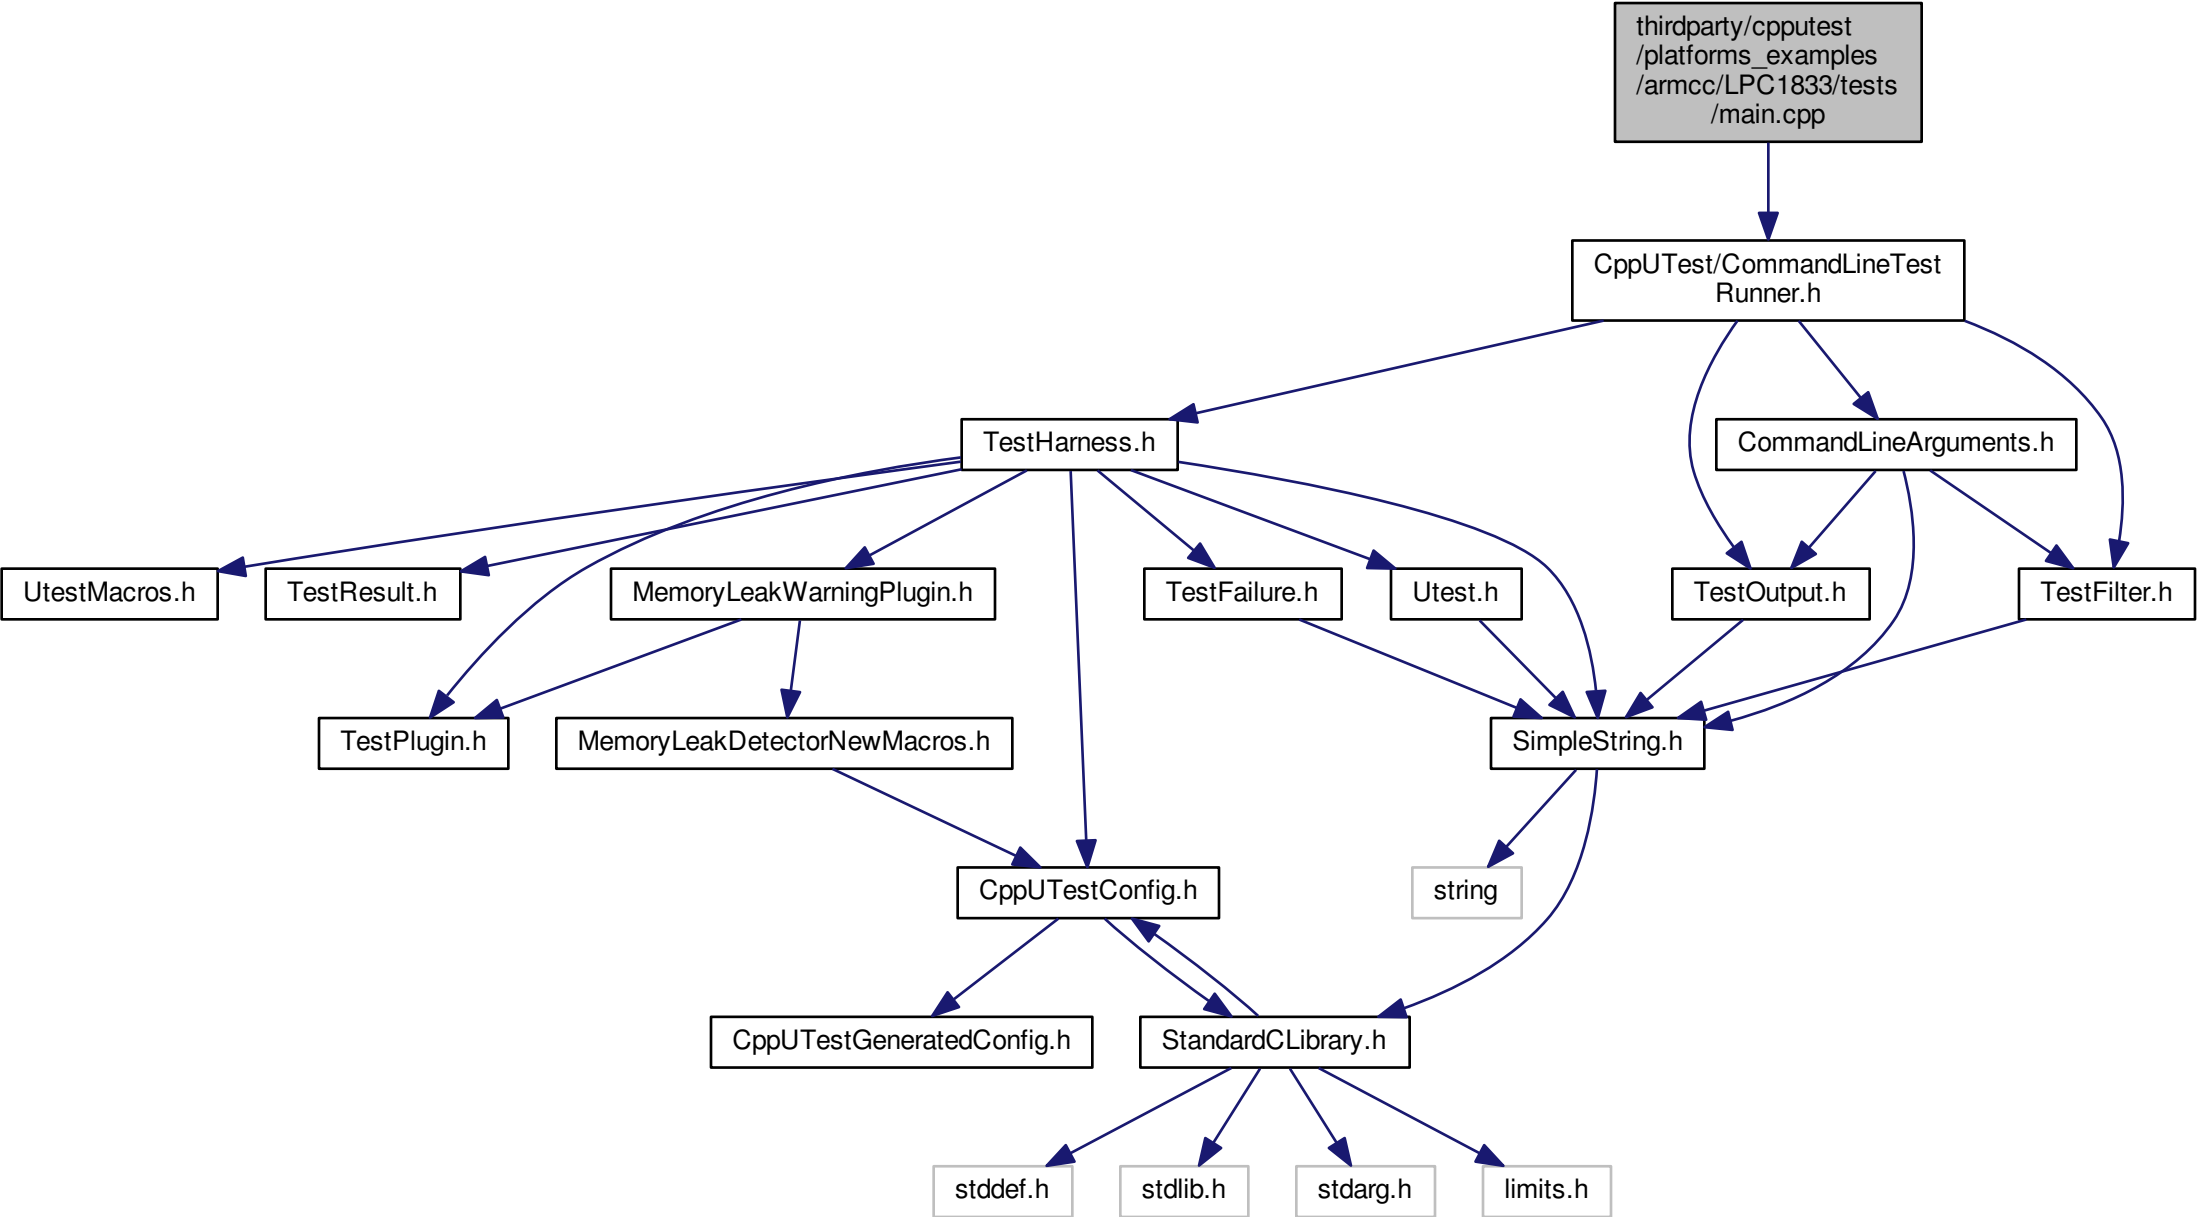 thirdparty/cpputest
/platforms_examples
/armcc/LPC1833/tests
/main.cpp
CppUTest/CommandLineTest
Runner.h
TestHarness.h
CommandLineArguments.h
UtestMacros.h
TestResult.h
MemoryLeakWarningPlugin.h
TestFailure.h
Utest.h
TestOutput.h
TestFilter.h
TestPlugin.h
MemoryLeakDetectorNewMacros.h
SimpleString.h
CppUTestConfig.h
string
CppUTestGeneratedConfig.h
StandardCLibrary.h
stddef.h
stdlib.h
stdarg.h
limits.h